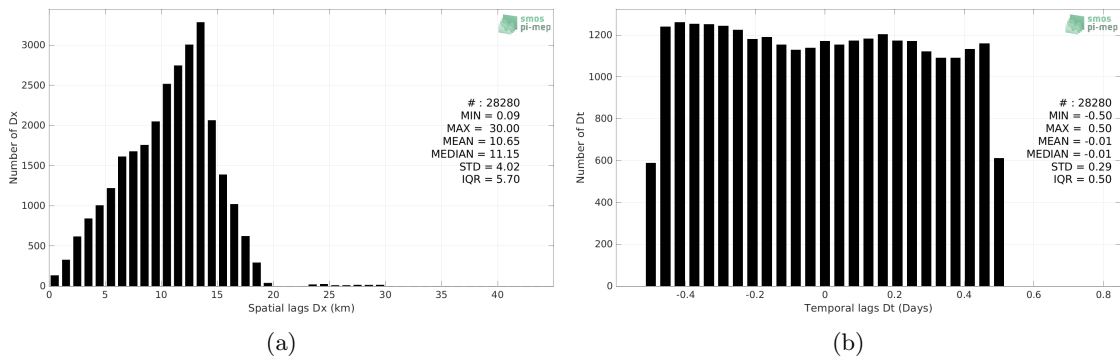 smos
pi-mep
3000
2500
2000
1500
1000
500
0
Number of Dx
# : 28280
MIN = 0.09
MAX = 30.00
MEAN = 10.65
MEDIAN = 11.15
STD = 4.02
IQR = 5.70
0 5 10 15 20 25 30 35 40
Spatial lags Dx (km)
(a)
smos
pi-mep
1200
1000
800
600
400
200
0
Number of Dt
# : 28280
MIN = -0.50
MAX = 0.50
MEAN = -0.01
MEDIAN = -0.01
STD = 0.29
IQR = 0.50
-0.4 -0.2 0 0.2 0.4 0.6 0.8
Temporal lags Dt (Days)
(b)